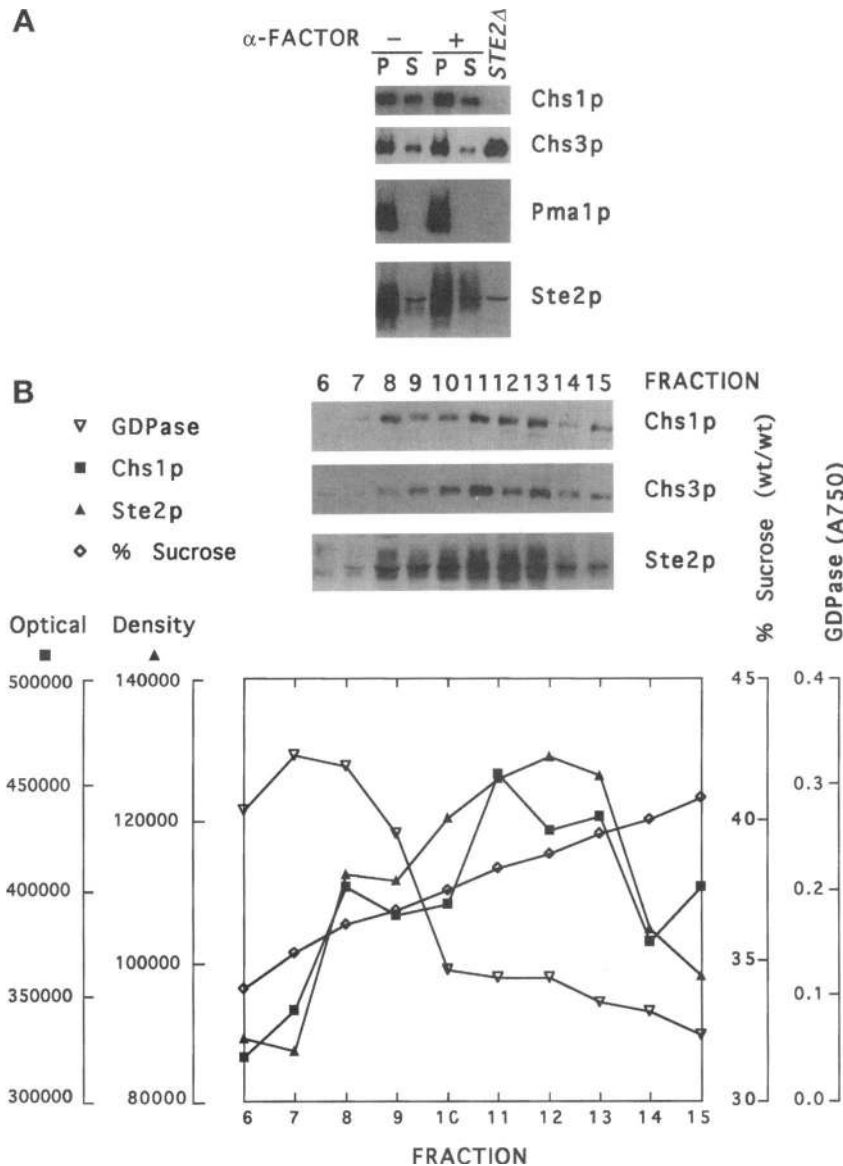 A
α-FACTOR − +
STE2Δ
P S P S
Chs1p
Chs3p
Pma1p
Ste2p
B
6 7 8 9 10 11 12 13 14 15 FRACTION
GDPase
Chs1p
Ste2p
% Sucrose
Chs1p
Chs3p
Ste2p
Optical Density
500000
450000
400000
350000
300000
140000
120000
100000
80000
% Sucrose (wt/wt)
45
40
35
30
GDPase (A750)
0.4
0.3
0.2
0.1
0.0
6 7 8 9 10 11 12 13 14 15
FRACTION